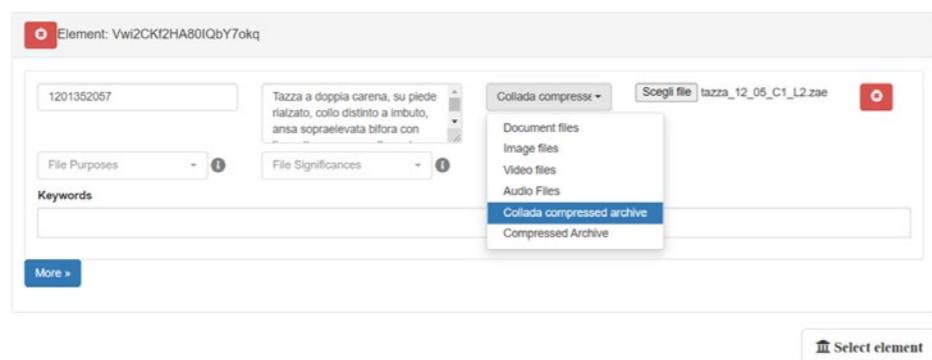 Element: Vwi2CKf2HA80IQbY7okq
1201352057
Tazza a doppia carena, su piede
rialzato, collo distinto a imbuto,
ansa sopraelevata bifora con
Collada compresse
Scegli file tazza_12_05_C1_L2.zae
Document files
Image files
Video files
Audio Files
Collada compressed archive
Compressed Archive
File Purposes
File Significances
Keywords
More »
Select element